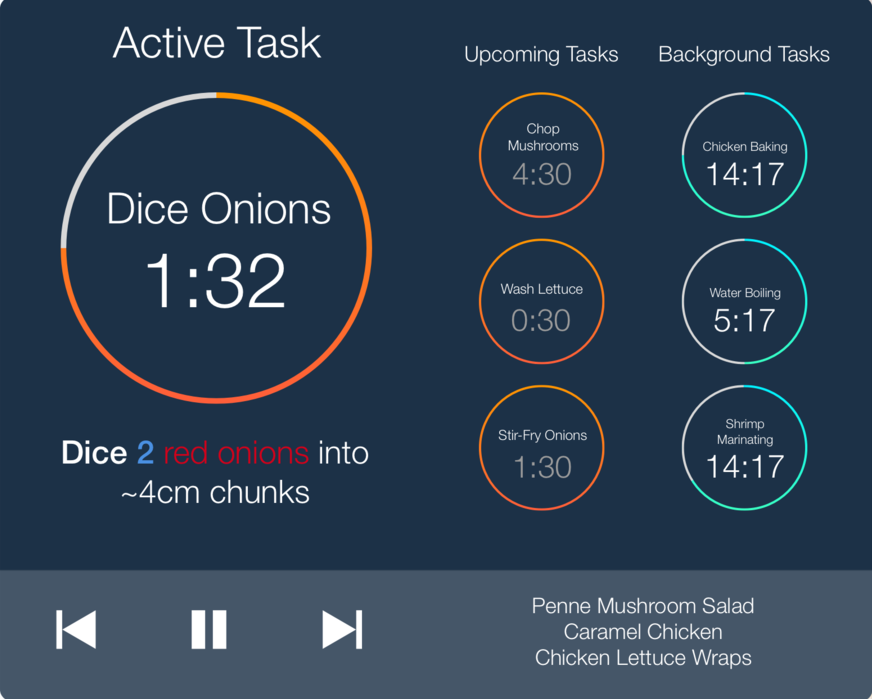 Active Task
Dice Onions
1:32
Dice 2 red onions into
~4cm chunks
Upcoming Tasks
Chop
Mushrooms
4:30
Wash Lettuce
0:30
Stir-Fry Onions
1:30
Background Tasks
Chicken Baking
14:17
Water Boiling
5:17
Shrimp
Marinating
14:17
Penne Mushroom Salad
Caramel Chicken
Chicken Lettuce Wraps